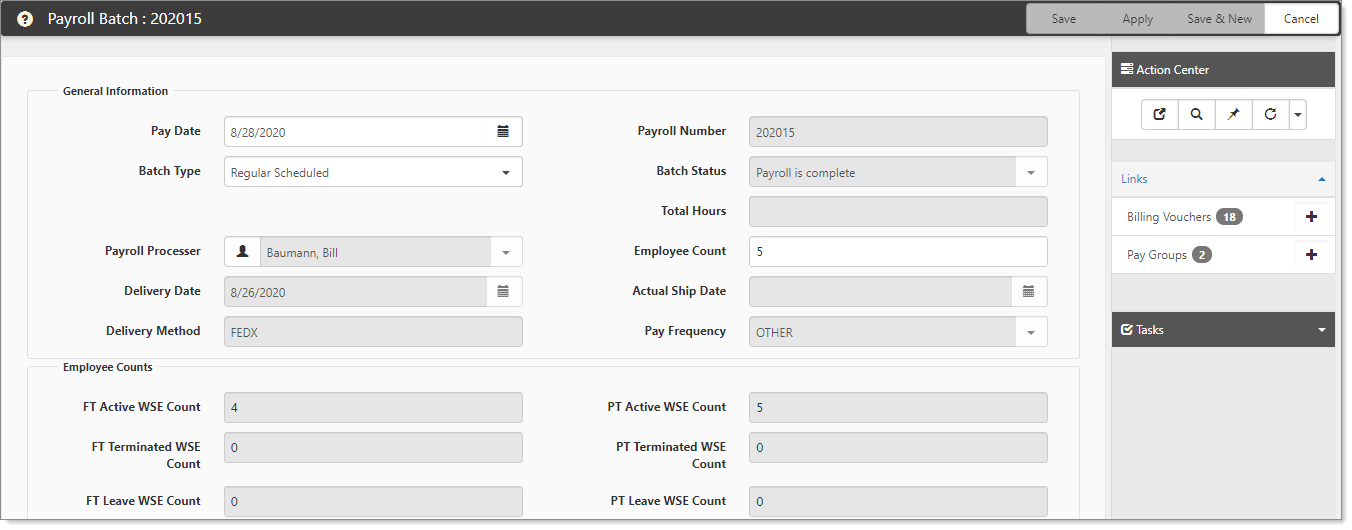 Payroll Batch : 202015
Save Apply Save & New Cancel
Action Center
General Information
Pay Date 8/28/2020 Payroll Number 202015
Batch Type Regular Scheduled Batch Status Payroll is complete
Links
Total Hours
Billing Vouchers 18
Payroll Processer Baumann, Bill Employee Count 5
Pay Groups 2
Delivery Date 8/26/2020 Actual Ship Date
Delivery Method FEDX Pay Frequency OTHER
Tasks
Employee Counts
FT Active WSE Count 4 PT Active WSE Count 5
FT Terminated WSE Count 0 PT Terminated WSE Count 0
FT Leave WSE Count 0 PT Leave WSE Count 0